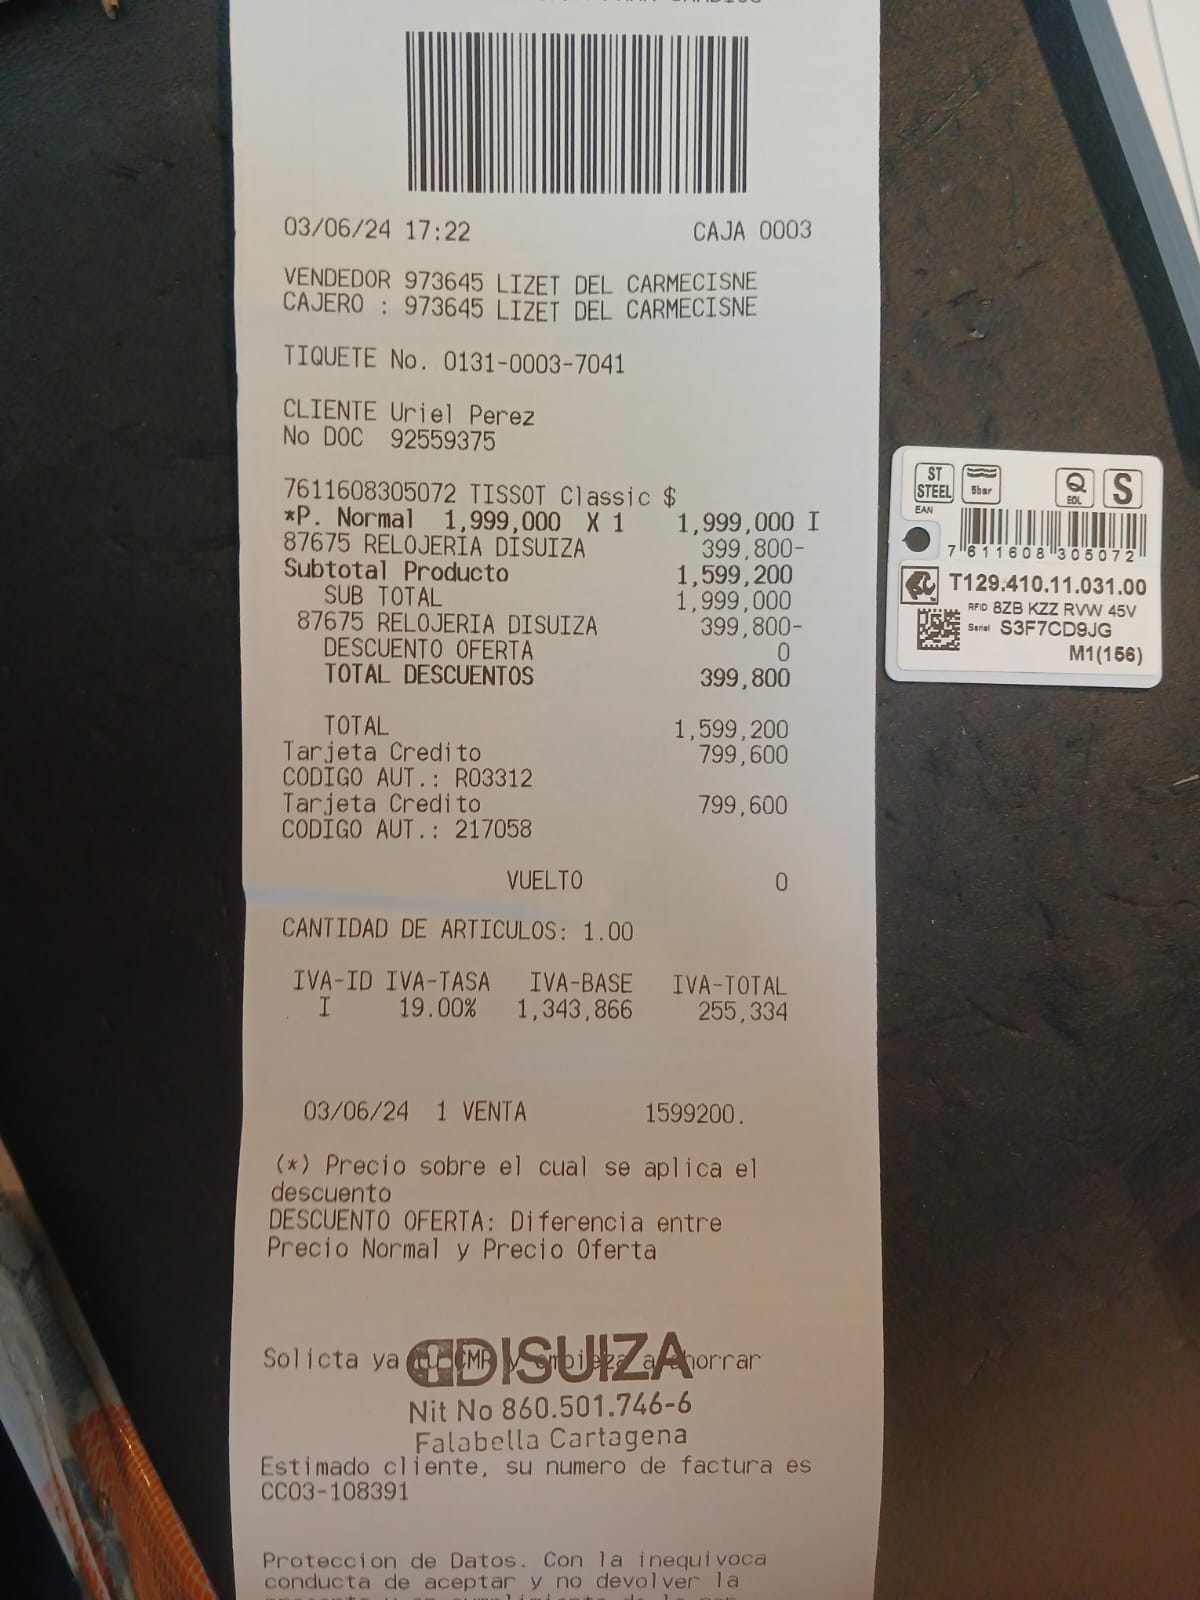 03/06/24 17:22 CAJA 0003
VENDEDOR 973645 LIZET DEL CARMECISNE
CAJERO : 973645 LIZET DEL CARMECISNE
TIQUETE No. 0131-0003-7041
CLIENTE Uriel Perez
No DOC 92559375
7611608305072 TISSOT Classic $
*P. Normal 1,999,000 X 1 1,999,000 I
87675 RELOJERIA DISUIZA 399,800-
Subtotal Producto 1,599,200
SUB TOTAL 1,999,000
87675 RELOJERIA DISUIZA 399,800-
DESCUENTO OFERTA 0
TOTAL DESCUENTOS 399,800
TOTAL 1,599,200
Tarjeta Credito 799,600
CODIGO AUT.: R03312
Tarjeta Credito 799,600
CODIGO AUT.: 217058
VUELTO 0
CANTIDAD DE ARTICULOS: 1.00
IVA-ID IVA-TASA IVA-BASE IVA-TOTAL
I 19.00% 1,343,866 255,334
03/06/24 1 VENTA 1599200.
(*) Precio sobre el cual se aplica el
descuento
DESCUENTO OFERTA: Diferencia entre
Precio Normal y Precio Oferta
Solicta ya tu CMR y empieza a ahorrar
DISUIZA
Nit No 860.501.746-6
Falabella Cartagena
Estimado cliente, su numero de factura es
CC03-108391
Proteccion de Datos. Con la inequivoca
conducta de aceptar y no devolver la
ST STEEL 5bar Q EOL S
EAN
7 611608 305072
T129.410.11.031.00
RFID 8ZB KZZ RVW 45V
Serial S3F7CD9JG
M1(156)